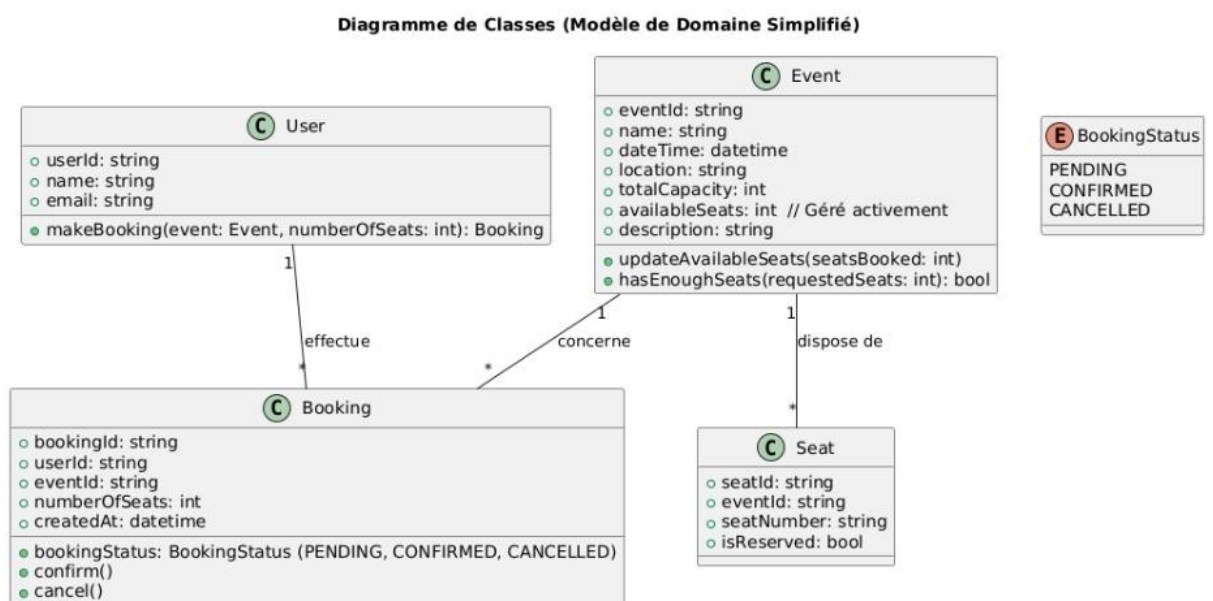 Diagramme de Classes (Modèle de Domaine Simplifié)
C User
userId: string
name: string
email: string
makeBooking(event: Event, numberOfSeats: int): Booking
C Event
eventId: string
name: string
dateTime: datetime
location: string
totalCapacity: int
availableSeats: int // Géré activement
description: string
updateAvailableSeats(seatsBooked: int)
hasEnoughSeats(requestedSeats: int): bool
E BookingStatus
PENDING
CONFIRMED
CANCELLED
1
effectue
*
1
concerne
*
1
dispose de
*
C Booking
bookingId: string
userId: string
eventId: string
numberOfSeats: int
createdAt: datetime
bookingStatus: BookingStatus (PENDING, CONFIRMED, CANCELLED)
confirm()
cancel()
C Seat
seatId: string
eventId: string
seatNumber: string
isReserved: bool